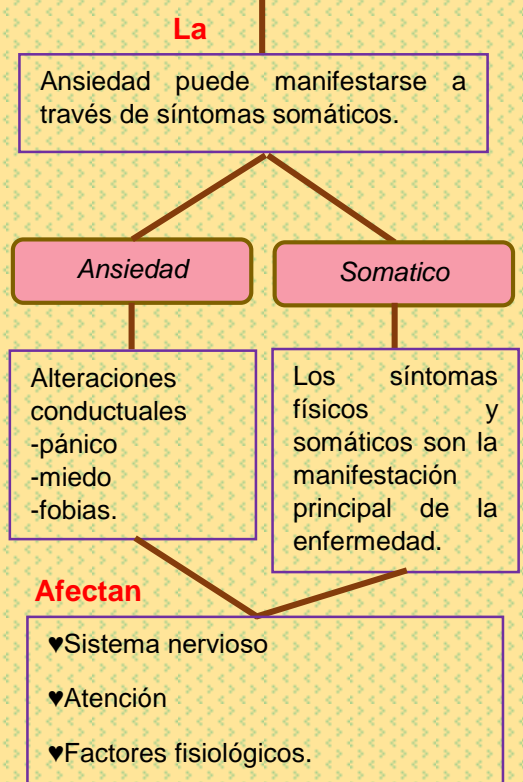 La
Ansiedad puede manifestarse a
través de síntomas somáticos.
Ansiedad
Somatico
Alteraciones
conductuales
-pánico
-miedo
-fobias.
Los síntomas
físicos y
somáticos son la
manifestación
principal de la
enfermedad.
Afectan
♥Sistema nervioso
♥Atención
♥Factores fisiológicos.